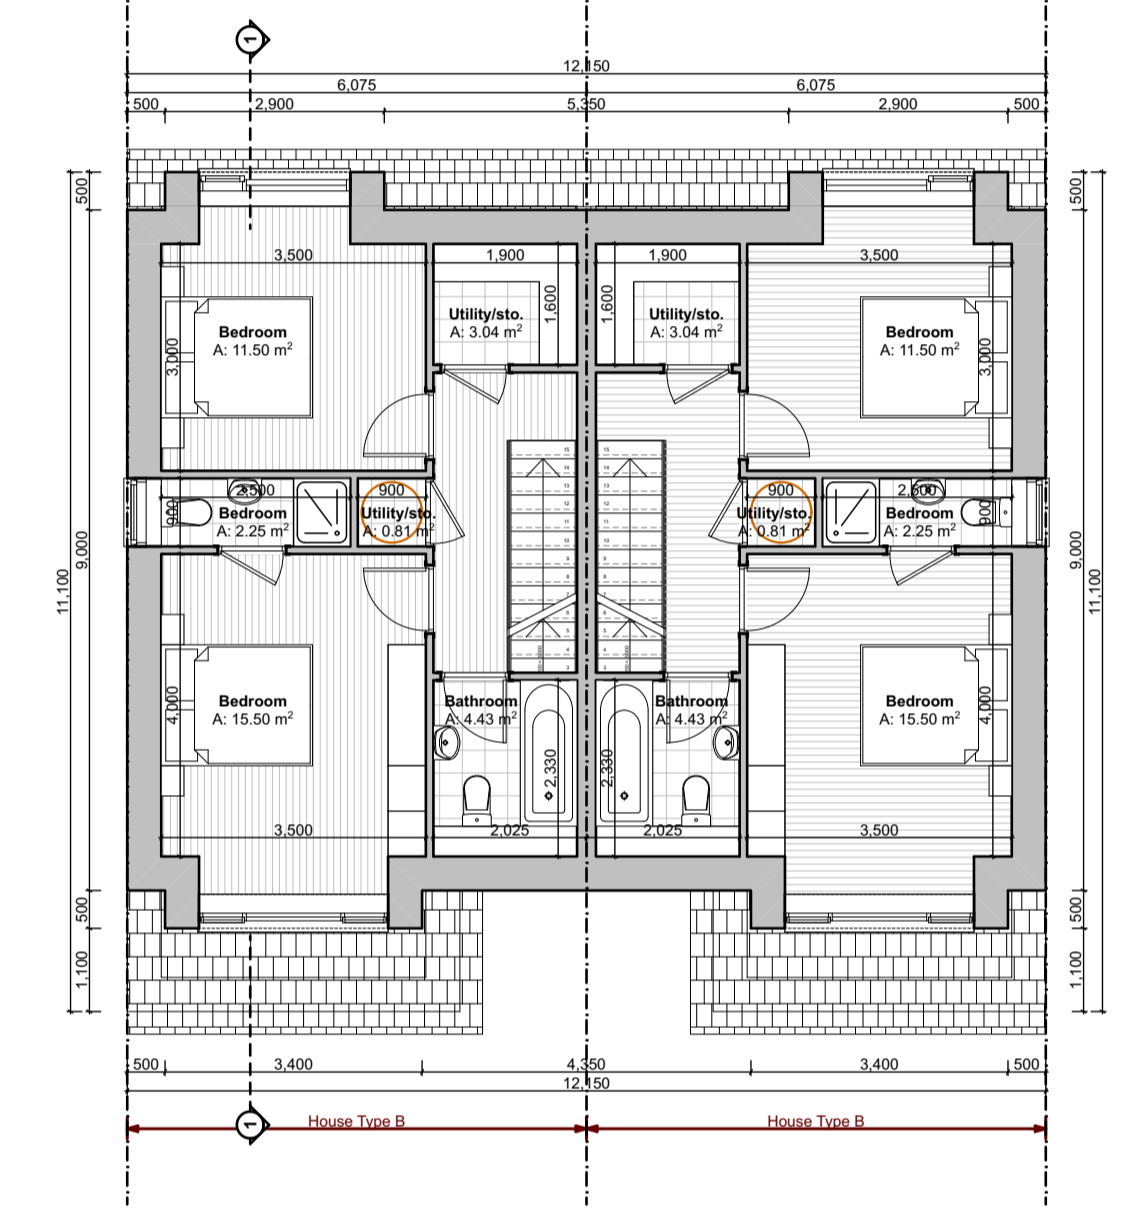 1
12,150
6,075 6,075
500 2,900 5,350 2,900 500
500 500
3,500 1,900 1,900 3,500
1,600 1,600
Utility/sto. Utility/sto.
A: 3.04 m² A: 3.04 m²
Bedroom Bedroom
A: 11.50 m² A: 11.50 m²
3,000 3,000
2,500 900 900 2,500
900 900
Bedroom Utility/sto. Utility/sto. Bedroom
A: 2.25 m² A: 0.81 m² A: 0.81 m² A: 2.25 m²
9,000 9,000
11,100 11,100
Bedroom Bathroom Bathroom Bedroom
A: 15.50 m² A: 4.43 m² A: 4.43 m² A: 15.50 m²
4,000 4,000
2,330 2,330
3,500 2,025 2,025 3,500
500 500
1,100 1,100
500 3,400 4,350 3,400 500
12,150
House Type B House Type B
1